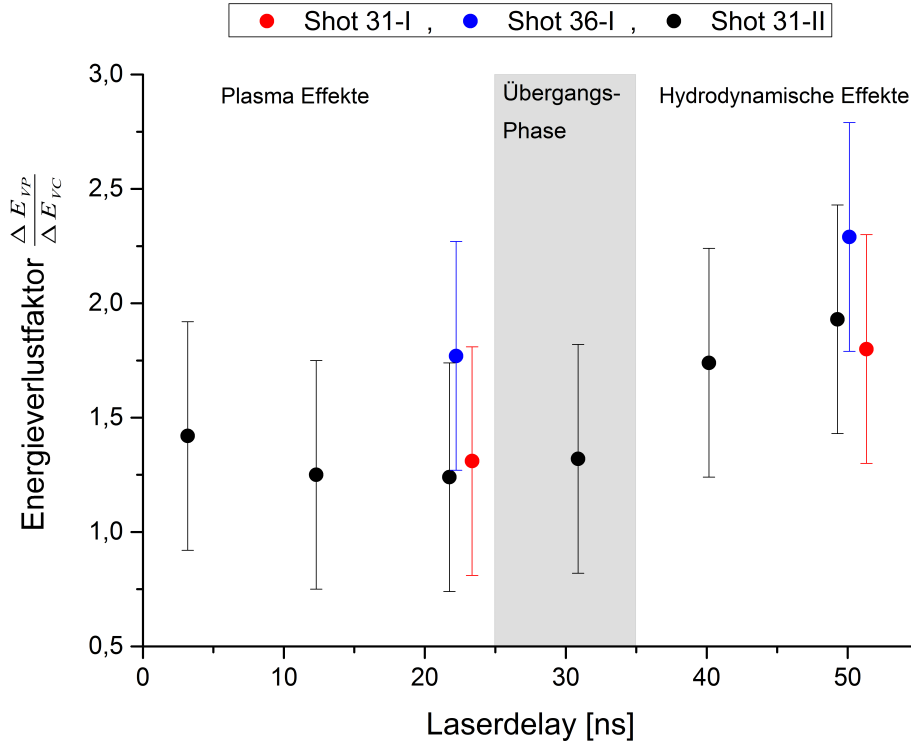 Shot 31-I , Shot 36-I , Shot 31-II
Plasma Effekte
Übergangs-
Phase
Hydrodynamische Effekte
Energieverlustfaktor ΔE_VP / ΔE_VC
3,0
2,5
2,0
1,5
1,0
0,5
0 10 20 30 40 50
Laserdelay [ns]